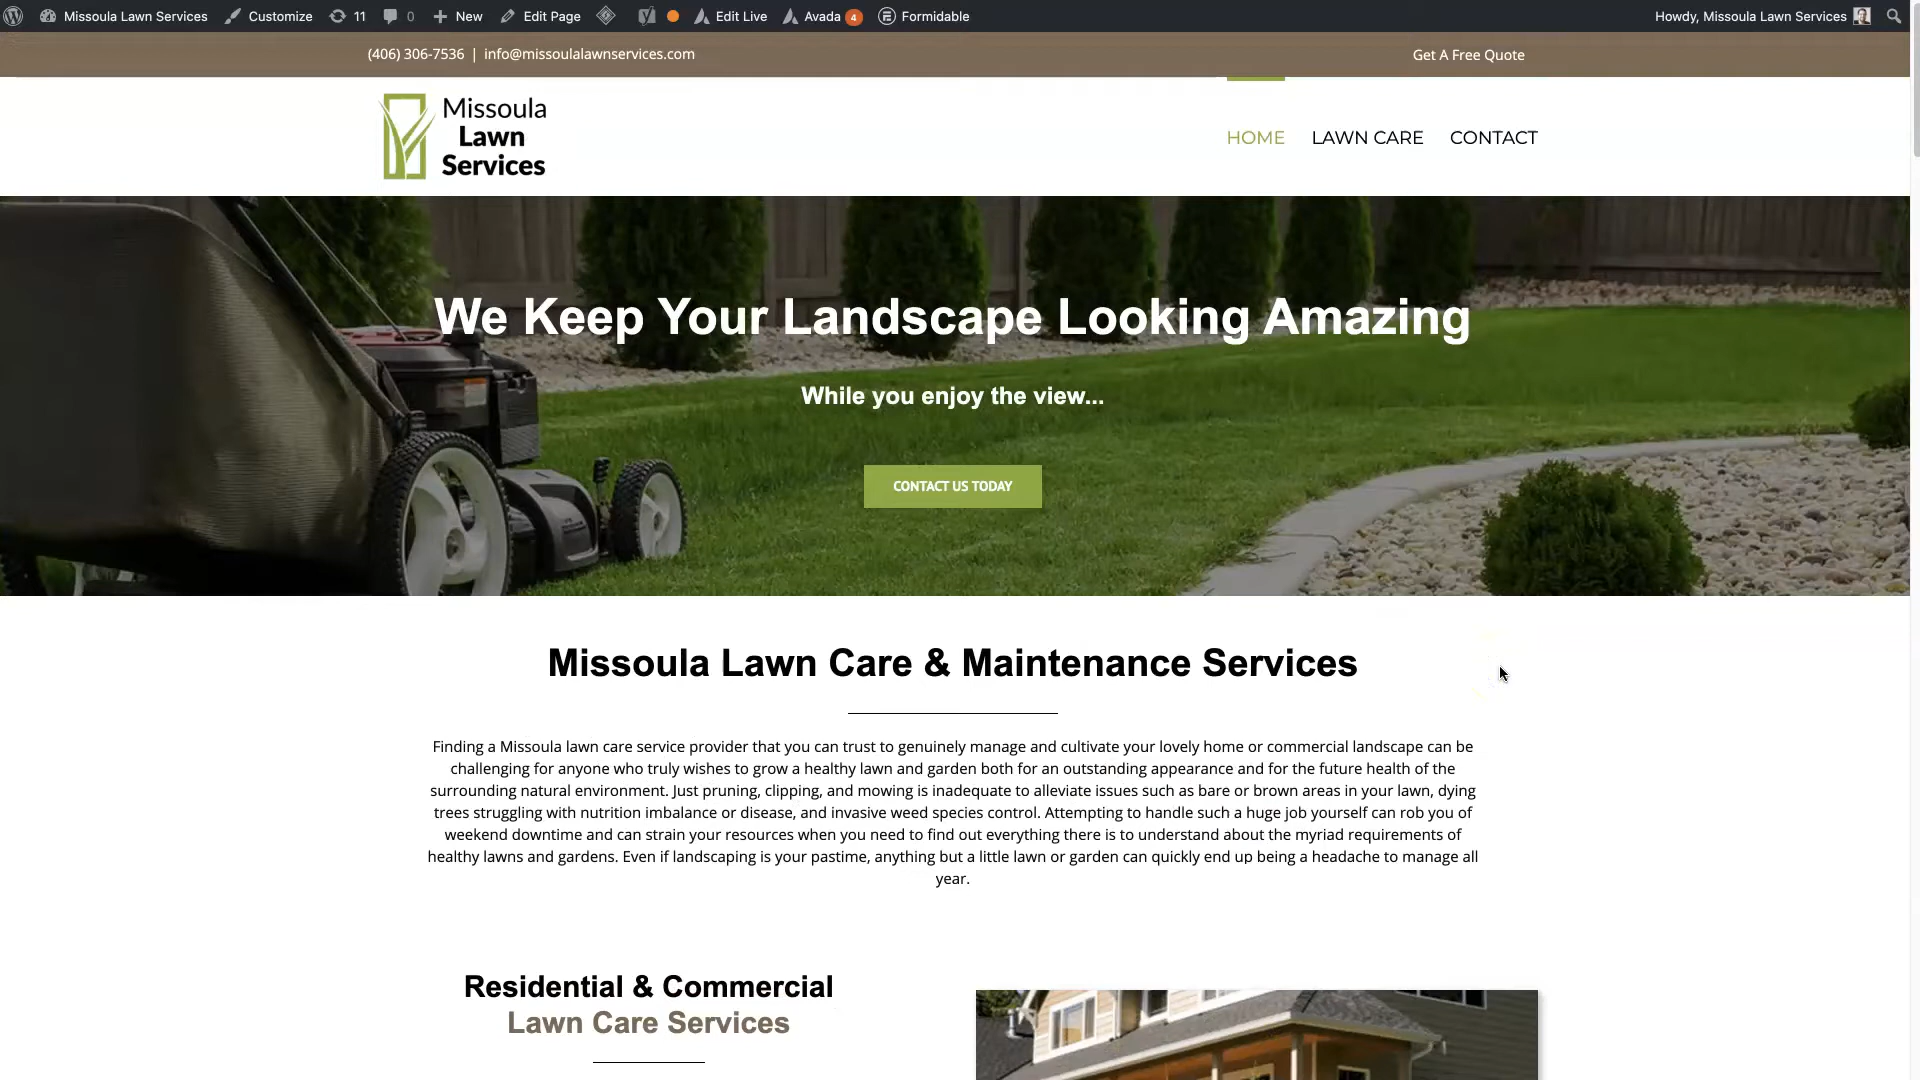 Missoula Lawn Services Customize 11 0 New Edit Page Edit Live Avada 4 Formidable Howdy, Missoula Lawn Services
(406) 306-7536 | info@missoulalawnservices.com Get A Free Quote
Missoula
Lawn
Services
HOME LAWN CARE CONTACT
We Keep Your Landscape Looking Amazing
While you enjoy the view...
CONTACT US TODAY
Missoula Lawn Care & Maintenance Services
Finding a Missoula lawn care service provider that you can trust to genuinely manage and cultivate your lovely home or commercial landscape can be
challenging for anyone who truly wishes to grow a healthy lawn and garden both for an outstanding appearance and for the future health of the
surrounding natural environment. Just pruning, clipping, and mowing is inadequate to alleviate issues such as bare or brown areas in your lawn, dying
trees struggling with nutrition imbalance or disease, and invasive weed species control. Attempting to handle such a huge job yourself can rob you of
weekend downtime and can strain your resources when you need to find out everything there is to understand about the myriad requirements of
healthy lawns and gardens. Even if landscaping is your pastime, anything but a little lawn or garden can quickly end up being a headache to manage all
year.
Residential & Commercial
Lawn Care Services